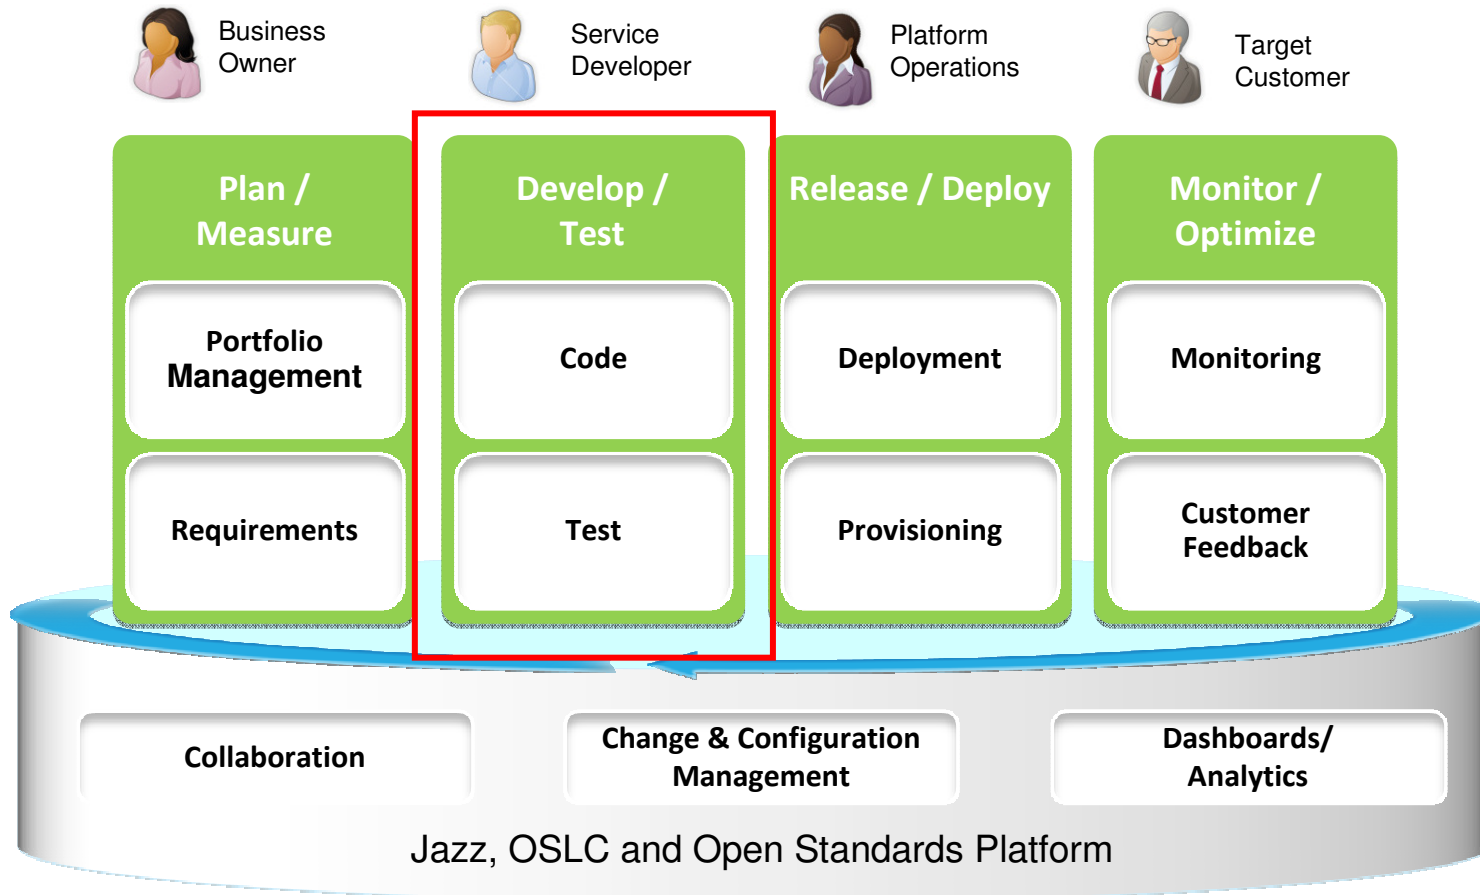 Business
Owner
Service
Developer
Platform
Operations
Target
Customer
Plan /
Measure
Develop /
Test
Release / Deploy
Monitor /
Optimize
Portfolio
Management
Code
Deployment
Monitoring
Requirements
Test
Provisioning
Customer
Feedback
Collaboration
Change & Configuration
Management
Dashboards/
Analytics
Jazz, OSLC and Open Standards Platform